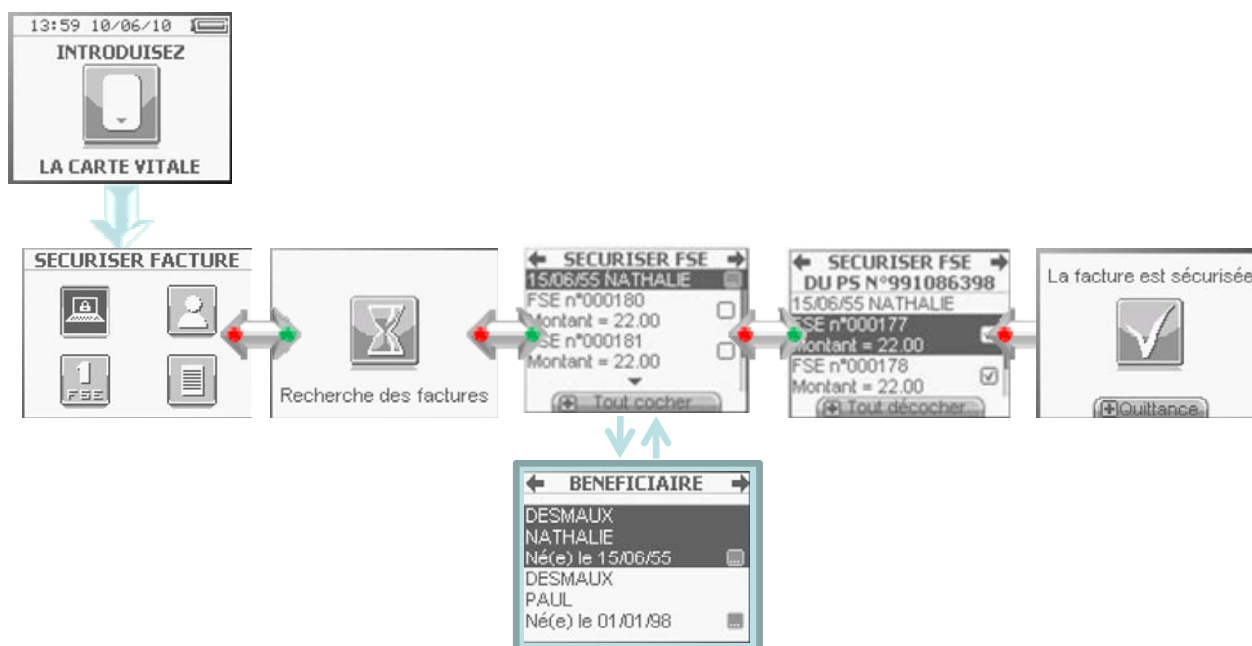 13:59 10/06/10
INTRODUISEZ
LA CARTE VITALE
SECURISER FACTURE
1
FSE
Recherche des factures
SECURISER FSE
15/06/55 NATHALIE
FSE n°000180
Montant = 22.00
FSE n°000181
Montant = 22.00
Tout cocher
SECURISER FSE
DU PS N°991086398
15/06/55 NATHALIE
FSE n°000177
Montant = 22.00
FSE n°000178
Montant = 22.00
Tout décocher
La facture est sécurisée
Quittance
BENEFICIAIRE
DESMAUX
NATHALIE
Né(e) le 15/06/55
DESMAUX
PAUL
Né(e) le 01/01/98